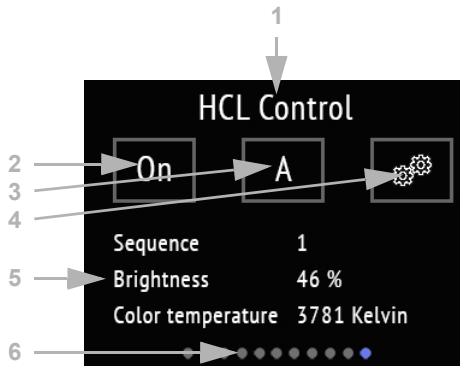 1
HCL Control
2
On
A
3
4
Sequence 1
5
Brightness 46 %
Color temperature 3781 Kelvin
6